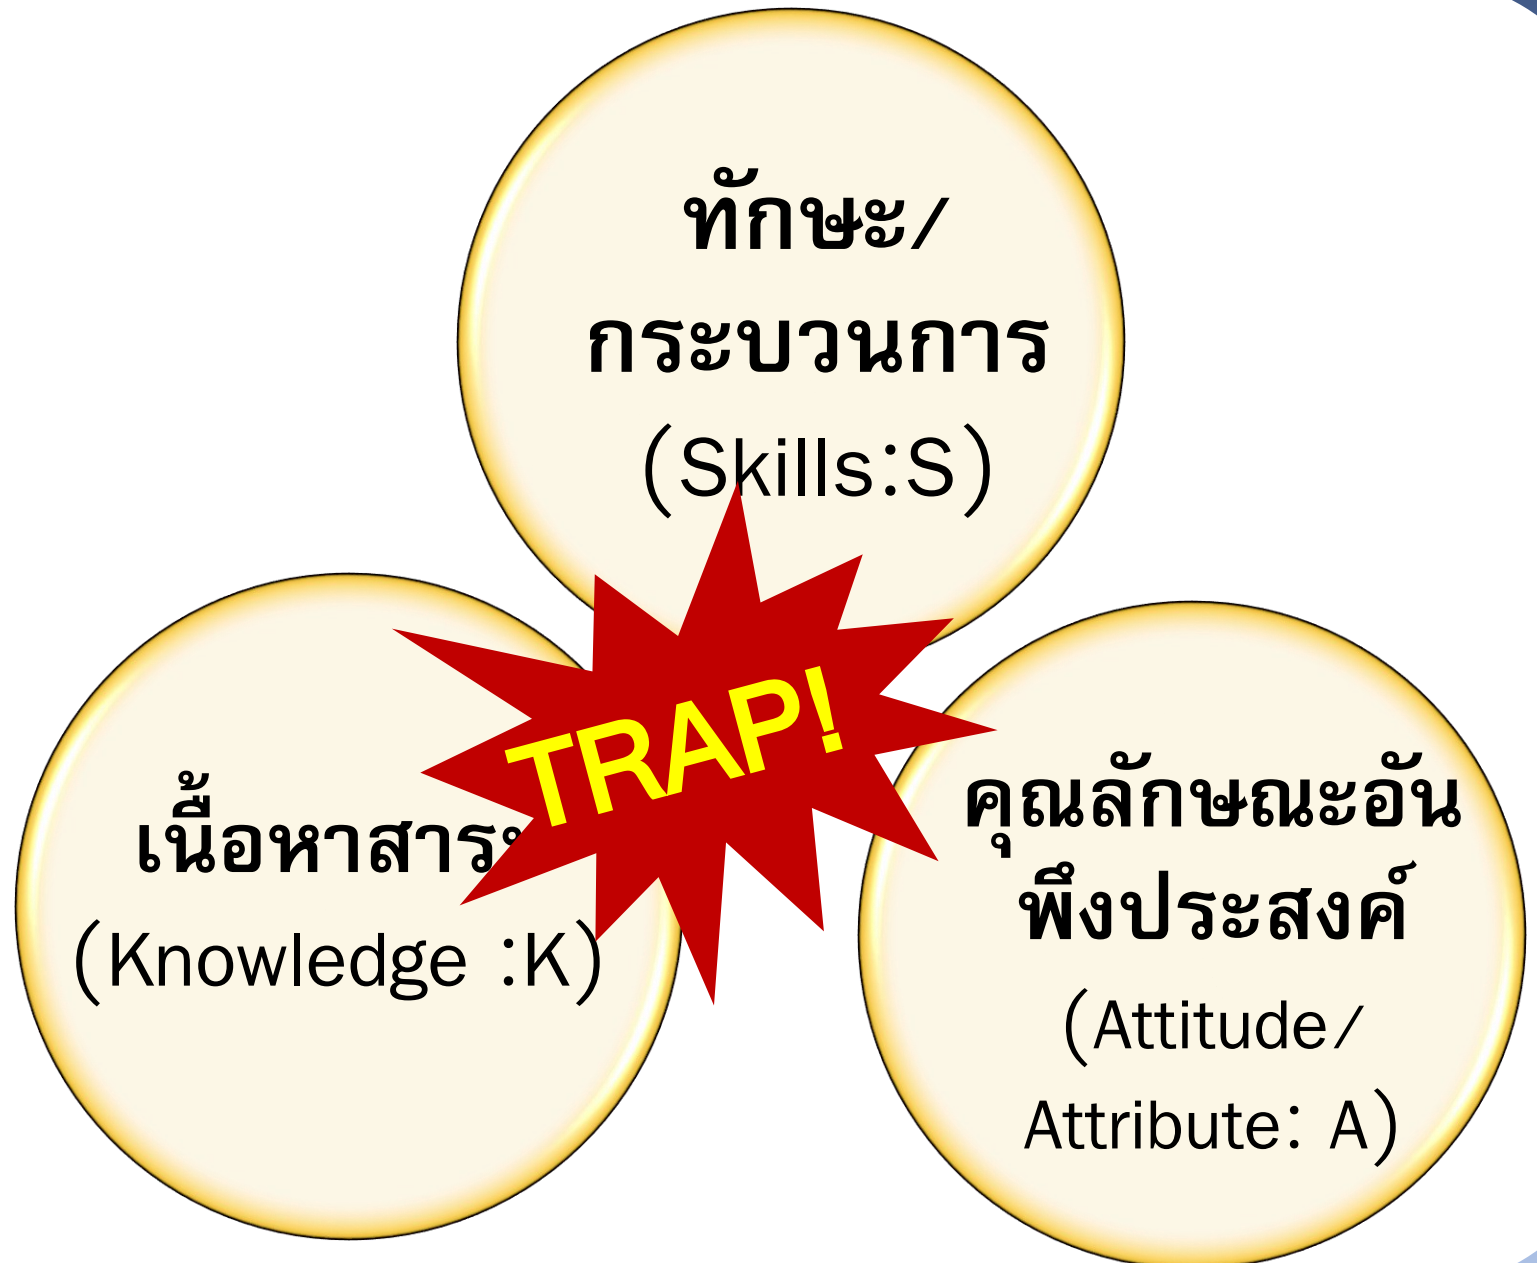 ทักษะ/
กระบวนการ
(Skills:S)
TRAP!
เนื้อหาสาระ
(Knowledge :K)
คุณลักษณะอัน
พึงประสงค์
(Attitude/
Attribute: A)